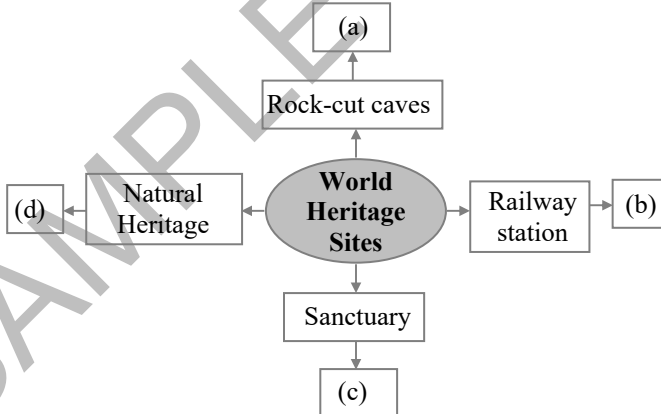 (a)
Rock-cut caves
World
Heritage
Sites
Natural
Heritage
(d)
Railway
station
(b)
Sanctuary
(c)
SAMPLE